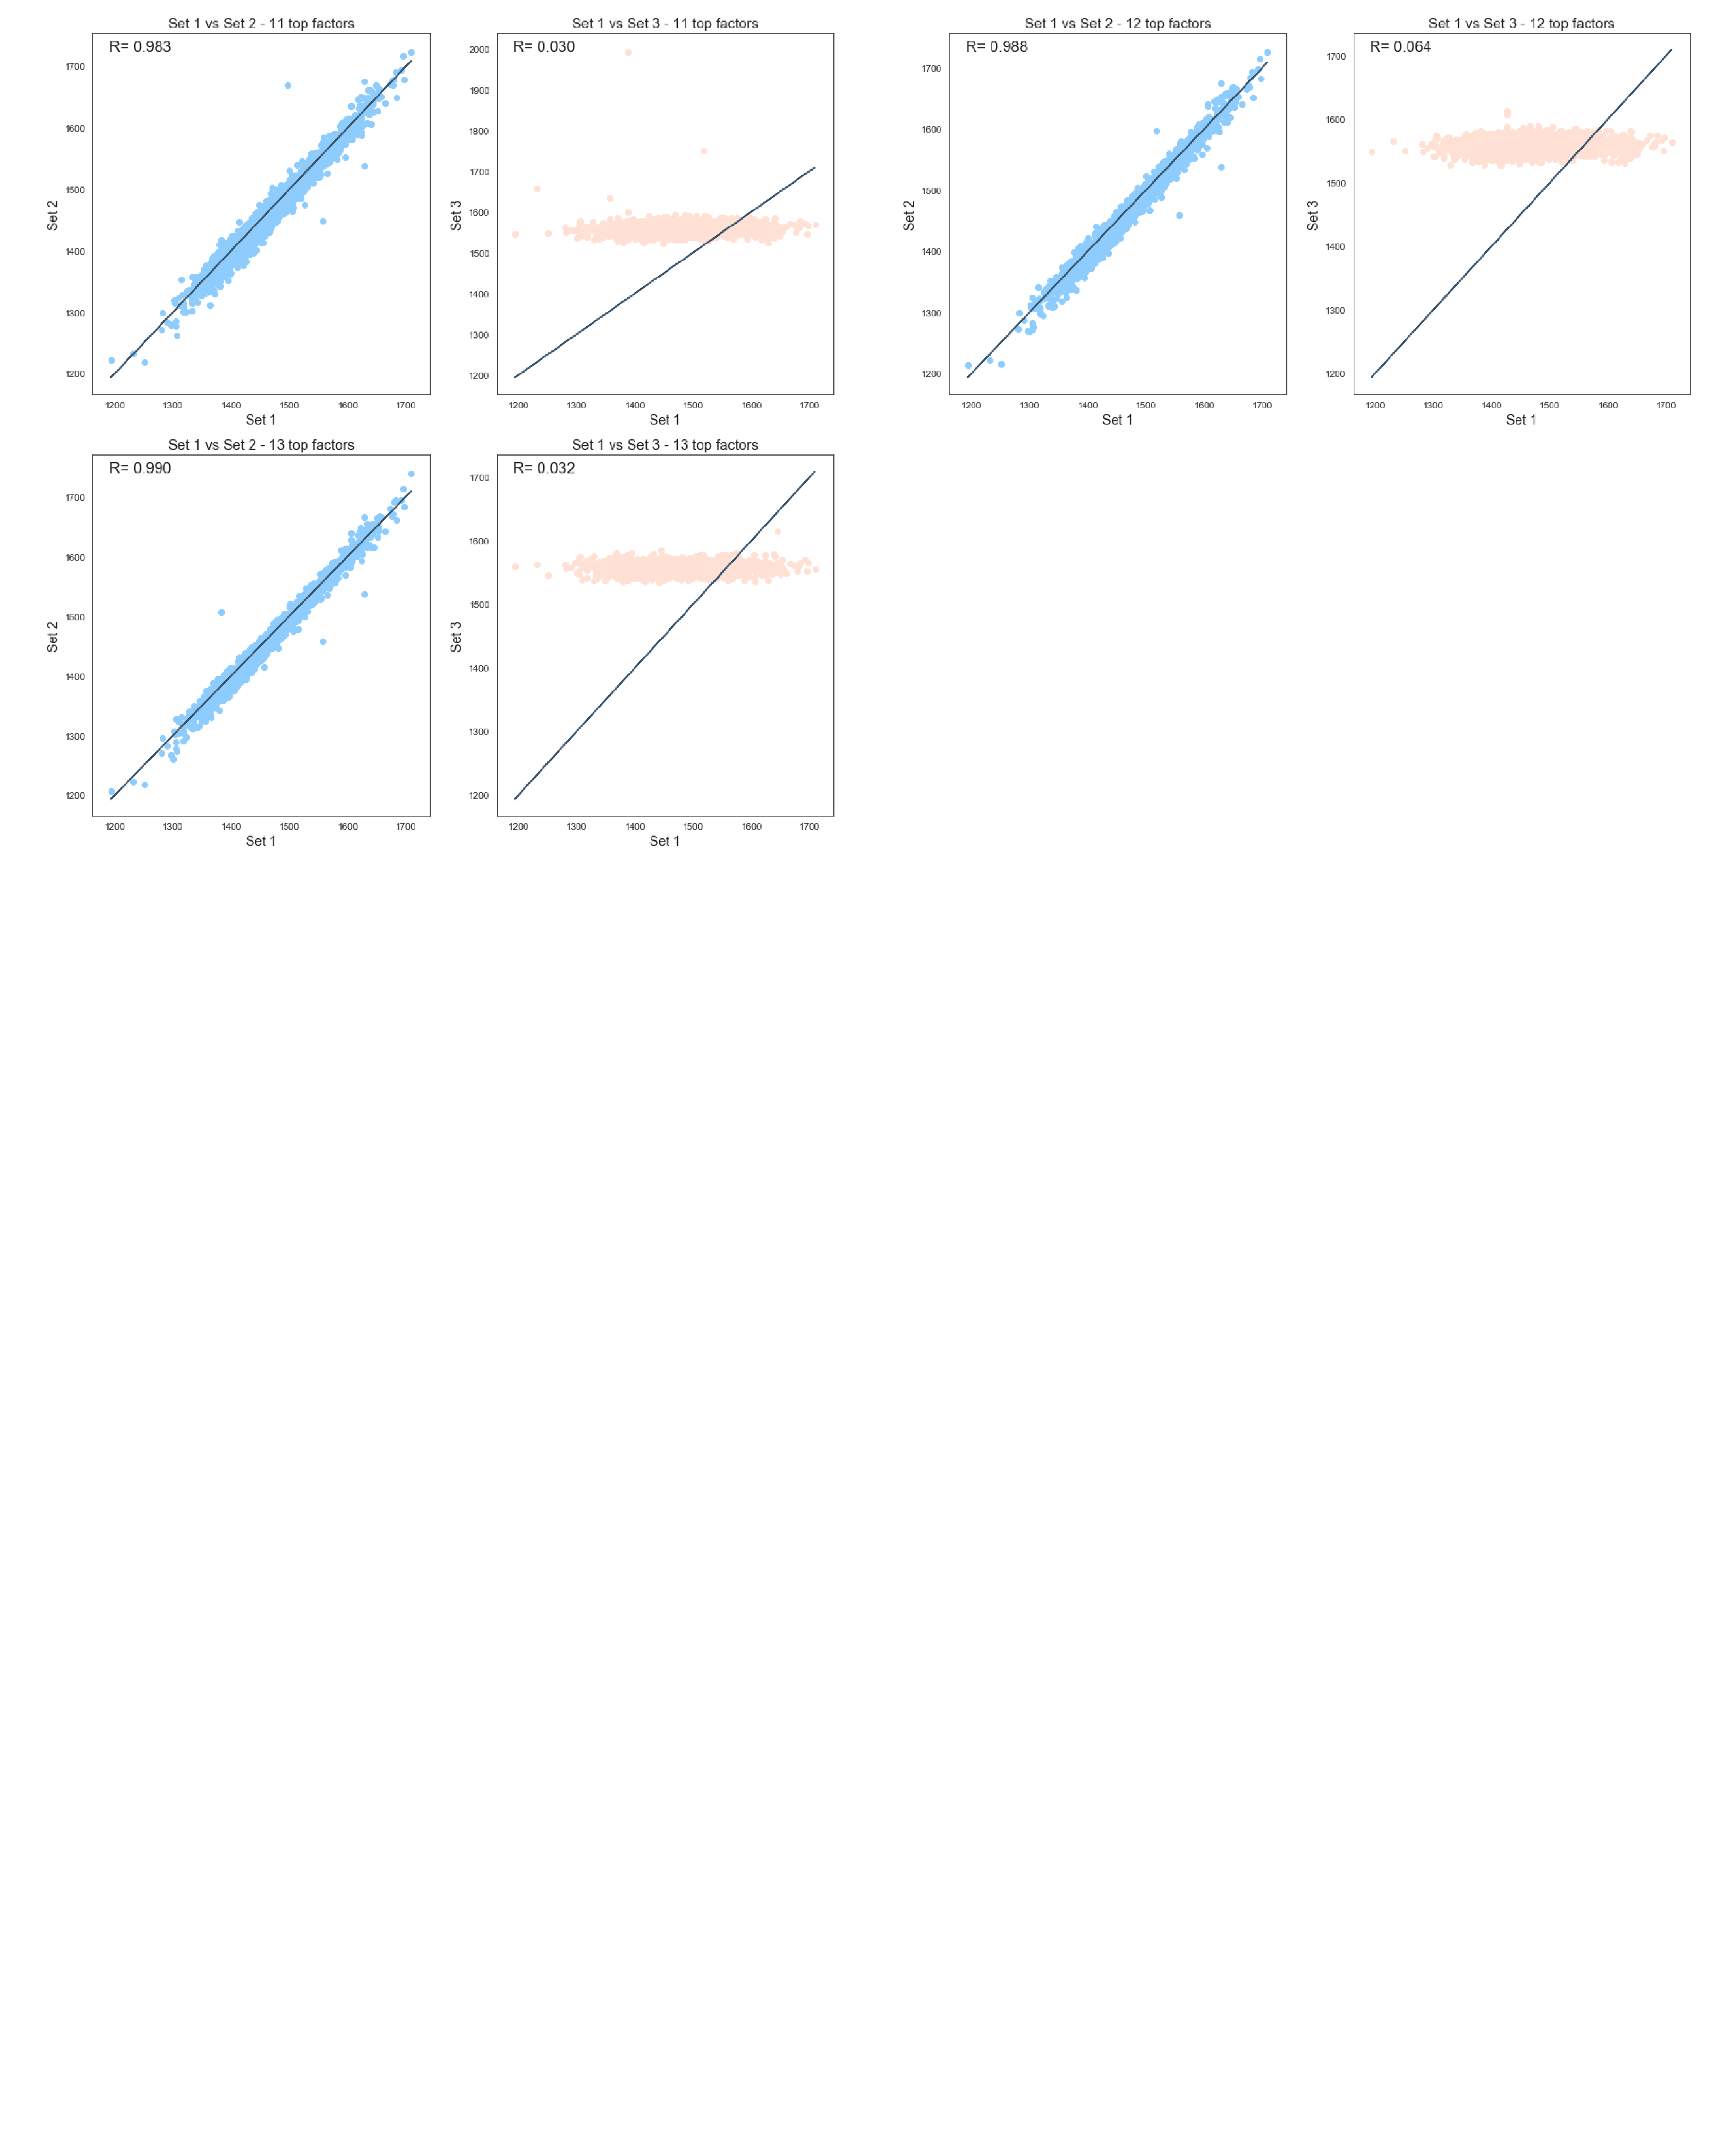 Set 1 vs Set 2 - 11 top factors
R= 0.983
1700
1600
1500
1400
1300
1200
Set 2
1200 1300 1400 1500 1600 1700
Set 1
Set 1 vs Set 3 - 11 top factors
R= 0.030
2000
1900
1800
1700
1600
1500
1400
1300
1200
Set 3
1200 1300 1400 1500 1600 1700
Set 1
Set 1 vs Set 2 - 12 top factors
R= 0.988
1700
1600
1500
1400
1300
1200
Set 2
1200 1300 1400 1500 1600 1700
Set 1
Set 1 vs Set 3 - 12 top factors
R= 0.064
1700
1600
1500
1400
1300
1200
Set 3
1200 1300 1400 1500 1600 1700
Set 1
Set 1 vs Set 2 - 13 top factors
R= 0.990
1700
1600
1500
1400
1300
1200
Set 2
1200 1300 1400 1500 1600 1700
Set 1
Set 1 vs Set 3 - 13 top factors
R= 0.032
1700
1600
1500
1400
1300
1200
Set 3
1200 1300 1400 1500 1600 1700
Set 1